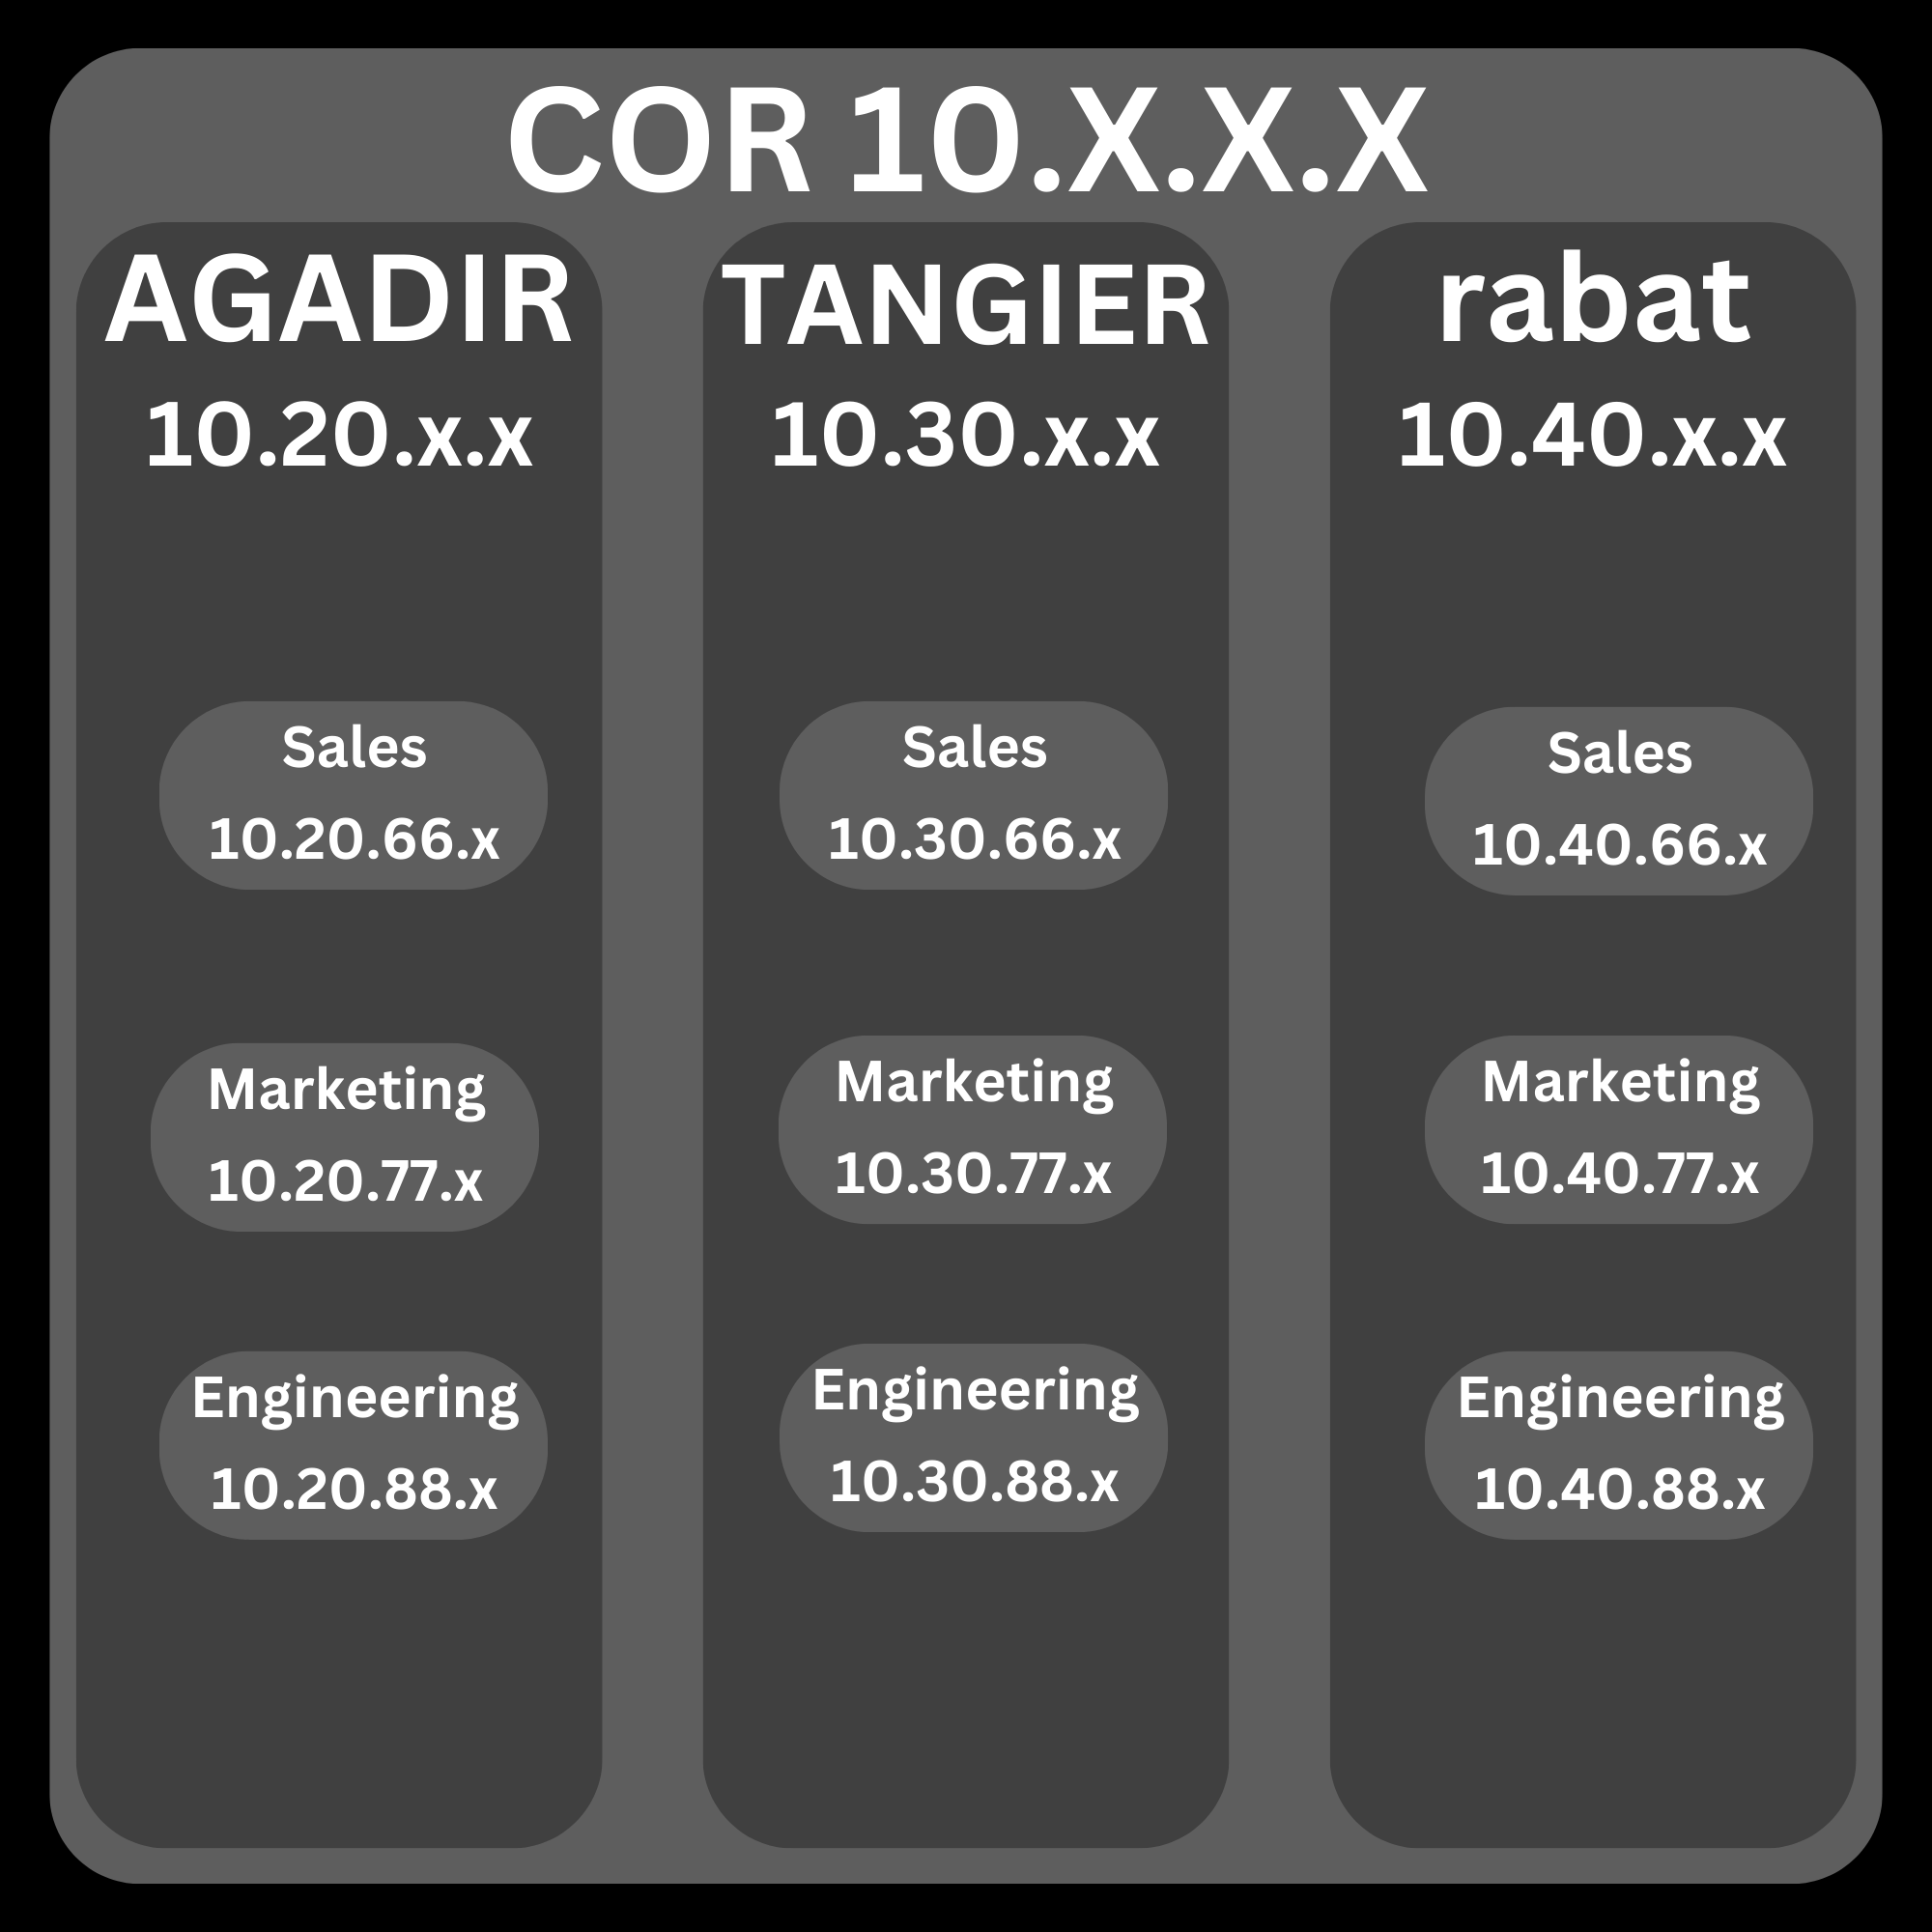 COR 10.X.X.X
AGADIR
10.20.x.x
Sales
10.20.66.x
Marketing
10.20.77.x
Engineering
10.20.88.x
TANGIER
10.30.x.x
Sales
10.30.66.x
Marketing
10.30.77.x
Engineering
10.30.88.x
rabat
10.40.x.x
Sales
10.40.66.x
Marketing
10.40.77.x
Engineering
10.40.88.x